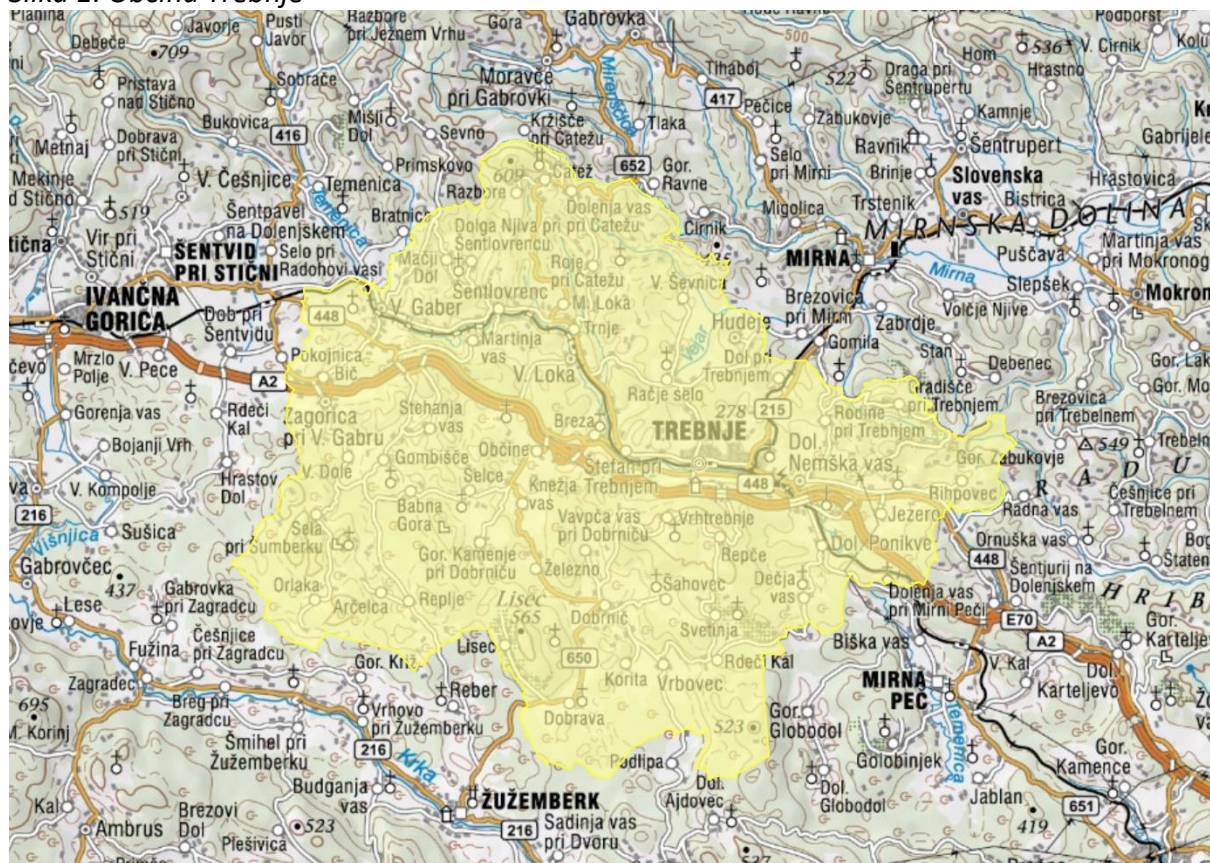 Slika 1: Občina Trebnje
Planina
Debeče
709
Javorje
Pusti
Javor
Razbore
pri Ježnem Vrhu
Gora
Gabrovka
500
Podborst
Pristava
nad Stično
Sobrače
Moravče
pri Gabrovki
Mirenščica
Tihaboj
417
522
Draga pri
Šentrupertu
Hom
536
V. Cirnik
Hrastno
Metnaj
Dobrava
pri Stični
Bukovica
416
Mišji
Dol
Sevno
Križišče
pri Čatežu
Tlaka
Pečice
Zabukovje
Kamnje
Ravnik
Šentrupert
Gabrijele
Mekinje
nad Stično
V. Češnjice
Temenica
Primskovo
Razbore
609
Čatež
652
Gor.
Ravne
Selo
pri Mirni
Brinje
Slovenska
vas
Bistrica
Hrastovica
519
Šentpavel
na Dolenjskem
Temenica
Bratnica
Dolga Njiva pri
Šentlovrencu
Dolenja vas
pri Čatežu
Migolica
Trstenik
MIRNSKA DOLINA
Vir pri
Stični
ŠENTVID
PRI STIČNI
Selo pri
Radohovi vasi
Mačji
Dol
Roje
pri Čatežu
Cirnik
MIRNA
Mirna
Puščava
Martinja vas
pri Mokronogu
IVANČNA
GORICA
Dob pri
Šentvidu
448
V. Gaber
Šentlovrenc
M. Loka
V. Ševnica
Brezovica
pri Mirni
Zabrdje
Volčje Njive
Slepšek
Mrzlo
Polje
V. Pece
Pokojnica
Bič
A2
Martinja
vas
Trnje
V. Loka
Vejar
Hudeje
Dol pri
Trebnjem
Gomila
Stan
Debenec
Gorenja vas
Rdeči
Kal
Zagorica
pri V. Gabru
Stehanja
vas
Breza
Račje selo
278
215
TREBNJE
Rodine
pri Trebnjem
Gradišče
pri Trebnjem
Brezovica
pri Trebelnem
549
Bojanji Vrh
Hrastov
Dol
V. Dole
Gombišče
Občine
Selce
Štefan pri
Trebnjem
448
Dol.
Nemška vas
Gor. Zabukovje
V. Kompolje
216
Sušica
Višnjica
Babna
Gora
Knežja
vas
Vavpča vas
pri Dobrniču
Vrhtrebnje
Rihpovec
Jezero
Radna vas
Češnjice pri
Trebelnem
Gabrovčec
437
Sela
pri Šumberku
Gor. Kamenje
pri Dobrniču
Repče
Dol. Ponikve
Ornuška vas
448
Šentjurij na
Dolenjskem
Lese
Gabrovka
pri Zagradcu
Orlaka
Arčelca
Replje
Železno
Lisec
565
Šahovec
Dečja
vas
Dolenja vas
pri Mirni Peči
E70
A2
Fužina
Češnjice
pri Zagradcu
Lisec
Dobrnič
Svetinja
Biška vas
Gor.
Karteljevo
Zagradec
Gor. Križ
Reber
650
Korita
Vrbovec
Rdeči Kal
V. Kal
MIRNA
PEČ
Dol.
Karteljevo
695
M. Korinj
Breg pri
Zagradcu
Vrhovo
pri Žužemberku
216
Dobrava
523
Gor.
Globodol
Temenica
Šmihel pri
Žužemberku
Krka
Podlipa
Golobinjek
Gor.
Kamence
Kal
Budganja
vas
ŽUŽEMBERK
216
Dol.
Ajdovec
Dol.
Globodol
Jablan
651
419
Ambrus
Brezovi
Dol
Plešivica
523
Sadinja vas
pri Dvoru